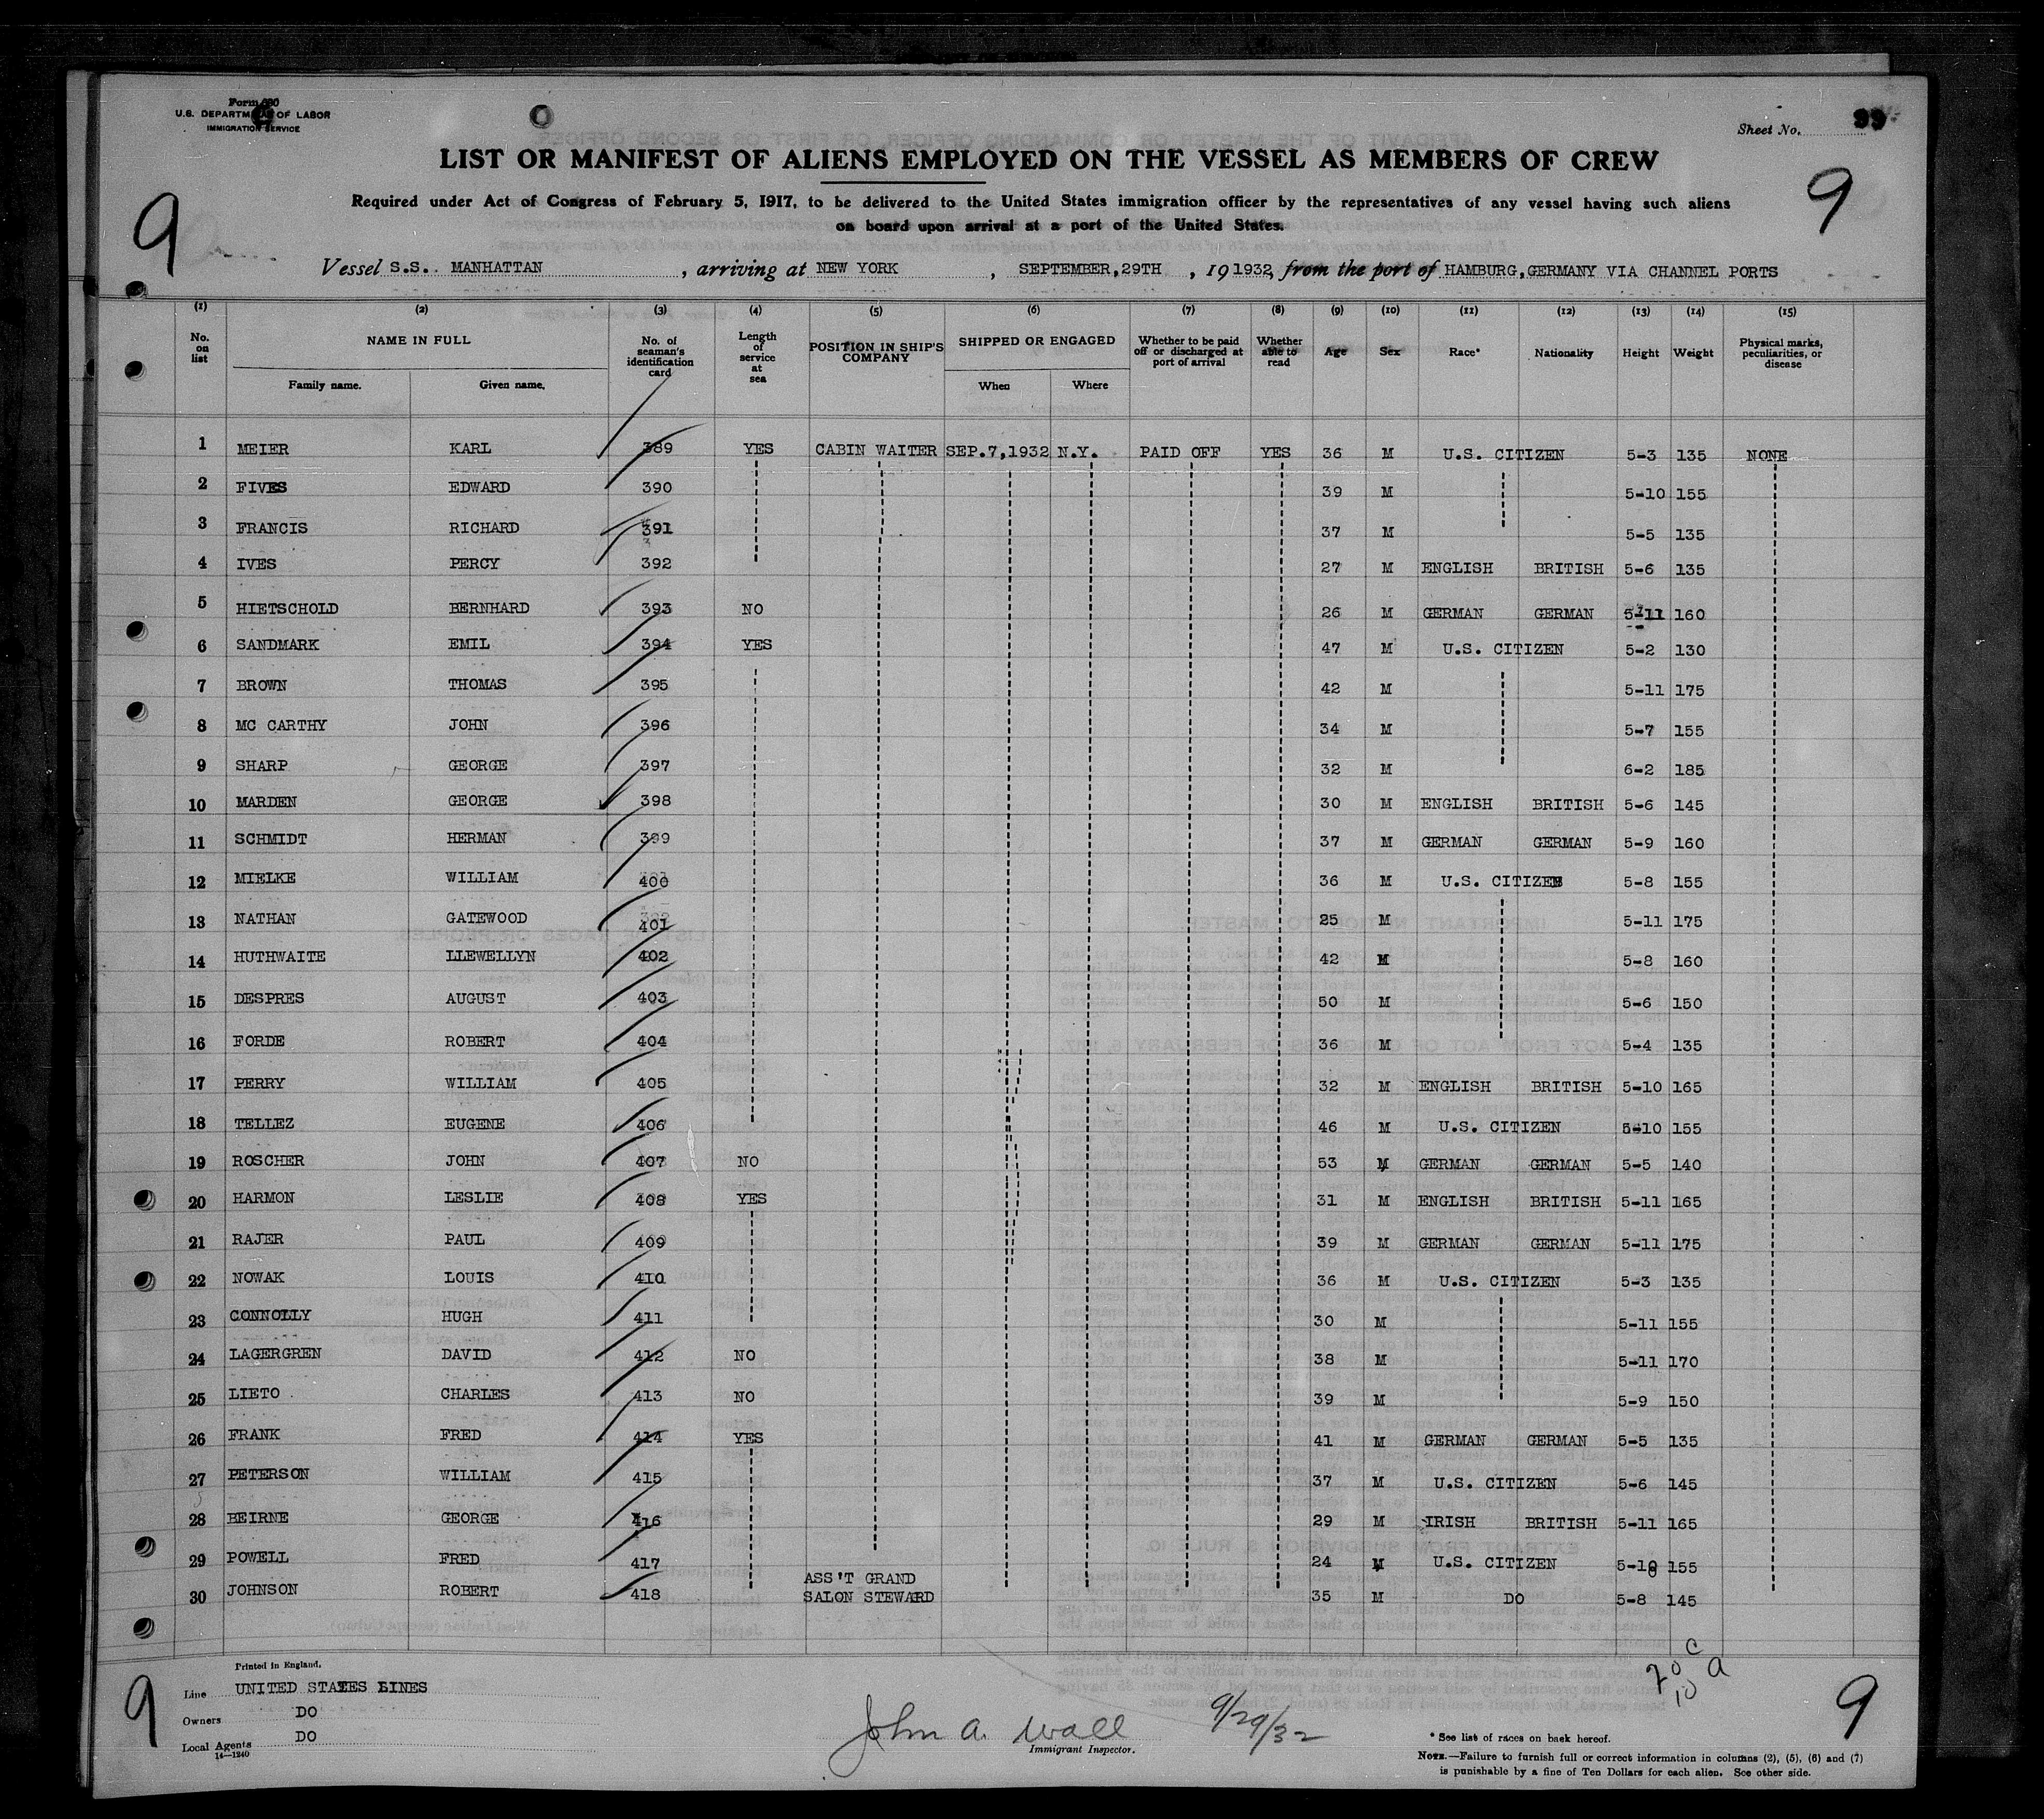 Form 680
U.S. DEPARTMENT OF LABOR
IMMIGRATION SERVICE
Sheet No. 99
LIST OR MANIFEST OF ALIENS EMPLOYED ON THE VESSEL AS MEMBERS OF CREW
9 9
Required under Act of Congress of February 5, 1917, to be delivered to the United States immigration officer by the representatives of any vessel having such aliens
on board upon arrival at a port of the United States.
Vessel S.S. MANHATTAN, arriving at NEW YORK, SEPTEMBER, 29TH, 19 1932, from the port of HAMBURG, GERMANY VIA CHANNEL PORTS
(1) (2) (3) (4) (5) (6) (7) (8) (9) (10) (11) (12) (13) (14) (15)
No. on list NAME IN FULL Family name. Given name. No. of seaman's identification card Length of service at sea POSITION IN SHIP'S COMPANY SHIPPED OR ENGAGED When Where Whether to be paid off or discharged at port of arrival Whether able to read Age Sex Race* Nationality Height Weight Physical marks, peculiarities, or disease
1 MEIER KARL 389 YES CABIN WAITER SEP.7,1932 N.Y. PAID OFF YES 36 M U.S. CITIZEN 5-3 135 NONE
2 FIVES EDWARD 390 39 M 5-10 155
3 FRANCIS RICHARD 391 37 M 5-5 135
4 IVES PERCY 392 27 M ENGLISH BRITISH 5-6 135
5 HIETSCHOLD BERNHARD 393 NO 26 M GERMAN GERMAN 5-11 160
6 SANDMARK EMIL 394 YES 47 M U.S. CITIZEN 5-2 130
7 BROWN THOMAS 395 42 M 5-11 175
8 MC CARTHY JOHN 396 34 M 5-7 155
9 SHARP GEORGE 397 32 M 6-2 185
10 MARDEN GEORGE 398 30 M ENGLISH BRITISH 5-6 145
11 SCHMIDT HERMAN 399 37 M GERMAN GERMAN 5-9 160
12 MIELKE WILLIAM 400 36 M U.S. CITIZEN 5-8 155
13 NATHAN GATEWOOD 401 25 M 5-11 175
14 HUTHWAITE LLEWELLYN 402 42 M 5-8 160
15 DESPRES AUGUST 403 50 M 5-6 150
16 FORDE ROBERT 404 36 M 5-4 135
17 PERRY WILLIAM 405 32 M ENGLISH BRITISH 5-10 165
18 TELLEZ EUGENE 406 46 M U.S. CITIZEN 5-10 155
19 ROSCHER JOHN 407 NO 53 M GERMAN GERMAN 5-5 140
20 HARMON LESLIE 408 YES 31 M ENGLISH BRITISH 5-11 165
21 RAJER PAUL 409 39 M GERMAN GERMAN 5-11 175
22 NOWAK LOUIS 410 36 M U.S. CITIZEN 5-3 135
23 CONNOLLY HUGH 411 30 M 5-11 155
24 LAGERGREN DAVID 412 NO 38 M 5-11 170
25 LIETO CHARLES 413 NO 39 M 5-9 150
26 FRANK FRED 414 YES 41 M GERMAN GERMAN 5-5 135
27 PETERSON WILLIAM 415 37 M U.S. CITIZEN 5-6 145
28 BEIRNE GEORGE 416 29 M IRISH BRITISH 5-11 165
29 POWELL FRED 417 24 M U.S. CITIZEN 5-10 155
30 JOHNSON ROBERT 418 ASS'T GRAND SALON STEWARD 35 M DO 5-8 145
20 C
10 a
Printed in England.
Line UNITED STATES LINES
Owners DO
Local Agents DO
14—1240
9 9
John A. Wall 9/29/32
Immigrant Inspector.
* See list of races on back hereof.
NOTE.—Failure to furnish full or correct information in columns (2), (5), (6) and (7)
is punishable by a fine of Ten Dollars for each alien. See other side.